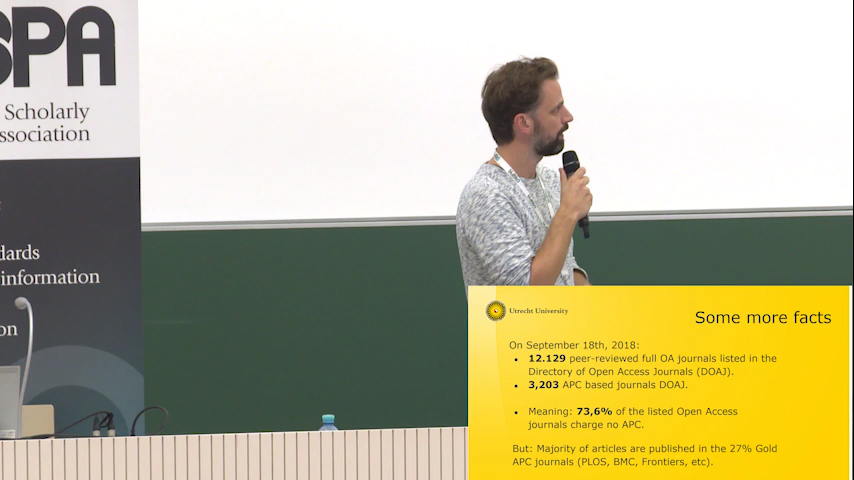 SPA
Scholarly
ssociation
dards
information
on
Utrecht University
Some more facts
On September 18th, 2018:
• 12.129 peer-reviewed full OA journals listed in the
Directory of Open Access Journals (DOAJ).
• 3,203 APC based journals DOAJ.
• Meaning: 73,6% of the listed Open Access
journals charge no APC.
But: Majority of articles are published in the 27% Gold
APC journals (PLOS, BMC, Frontiers, etc).